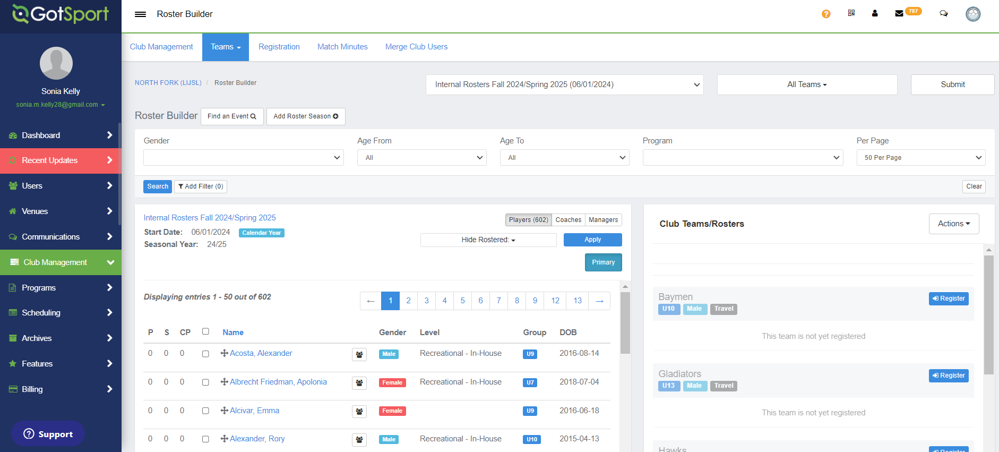 GotSport
Roster Builder
787
Sonia Kelly
sonia.m.kelly28@gmail.com
Dashboard
Recent Updates
Users
Venues
Communications
Club Management
Programs
Scheduling
Archives
Features
Billing
Support
Club Management
Teams
Registration
Match Minutes
Merge Club Users
NORTH FORK (LIJSL) / Roster Builder
Internal Rosters Fall 2024/Spring 2025 (06/01/2024)
All Teams
Submit
Roster Builder
Find an Event
Add Roster Season
Gender
Age From
Age To
Program
Per Page
All
All
50 Per Page
Search
Add Filter (0)
Clear
Internal Rosters Fall 2024/Spring 2025
Start Date: 06/01/2024 Calendar Year
Seasonal Year: 24/25
Players (602) Coaches Managers
Hide Rostered:
Apply
Primary
Displaying entries 1 - 50 out of 602
← 1 2 3 4 5 6 7 8 9 12 13 →
P S CP Name Gender Level Group DOB
0 0 0 Acosta, Alexander Male Recreational - In-House U9 2016-08-14
0 0 0 Albrecht Friedman, Apolonia Female Recreational - In-House U7 2018-07-04
0 0 0 Alcivar, Emma Female U9 2016-06-18
0 0 0 Alexander, Rory Male Recreational - In-House U10 2015-04-13
Club Teams/Rosters
Actions
Baymen
U10 Male Travel
Register
This team is not yet registered
Gladiators
U13 Male Travel
Register
This team is not yet registered
Hawks
Register